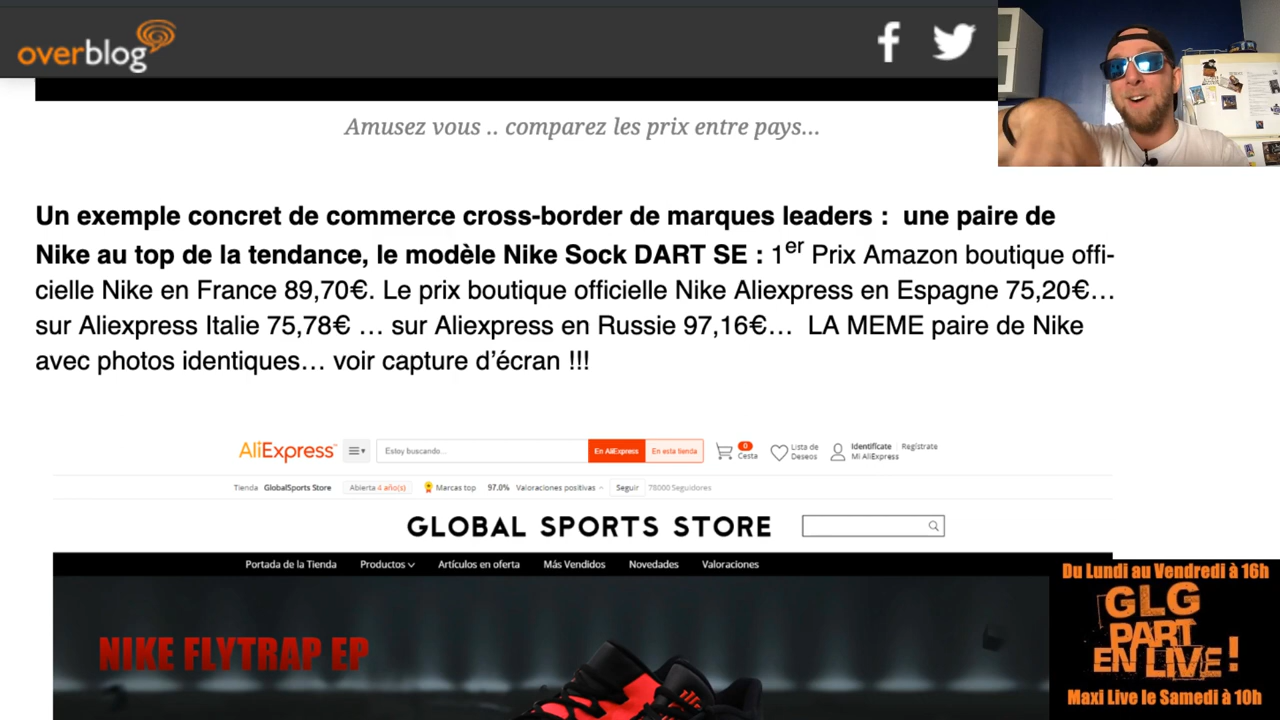 overblog
Amusez vous .. comparez les prix entre pays...
Un exemple concret de commerce cross-border de marques leaders :  une paire de
Nike au top de la tendance, le modèle Nike Sock DART SE : 1er Prix Amazon boutique offi-
cielle Nike en France 89,70€. Le prix boutique officielle Nike Aliexpress en Espagne 75,20€…
sur Aliexpress Italie 75,78€ … sur Aliexpress en Russie 97,16€…  LA MEME paire de Nike
avec photos identiques… voir capture d’écran !!!
AliExpress™ Estoy buscando... En AliExpress En esta tienda 0 Cesta Lista de Deseos Identifícate Regístrate Mi AliExpress
Tienda GlobalSports Store Abierta 4 año(s) Marcas top 97.0% Valoraciones positivas Seguir 78000 Seguidores
GLOBAL SPORTS STORE
Portada de la Tienda Productos Artículos en oferta Más Vendidos Novedades Valoraciones
NIKE FLYTRAP EP
Du Lundi au Vendredi à 16h
GLG
PART
EN LIVE !
Maxi Live le Samedi à 10h